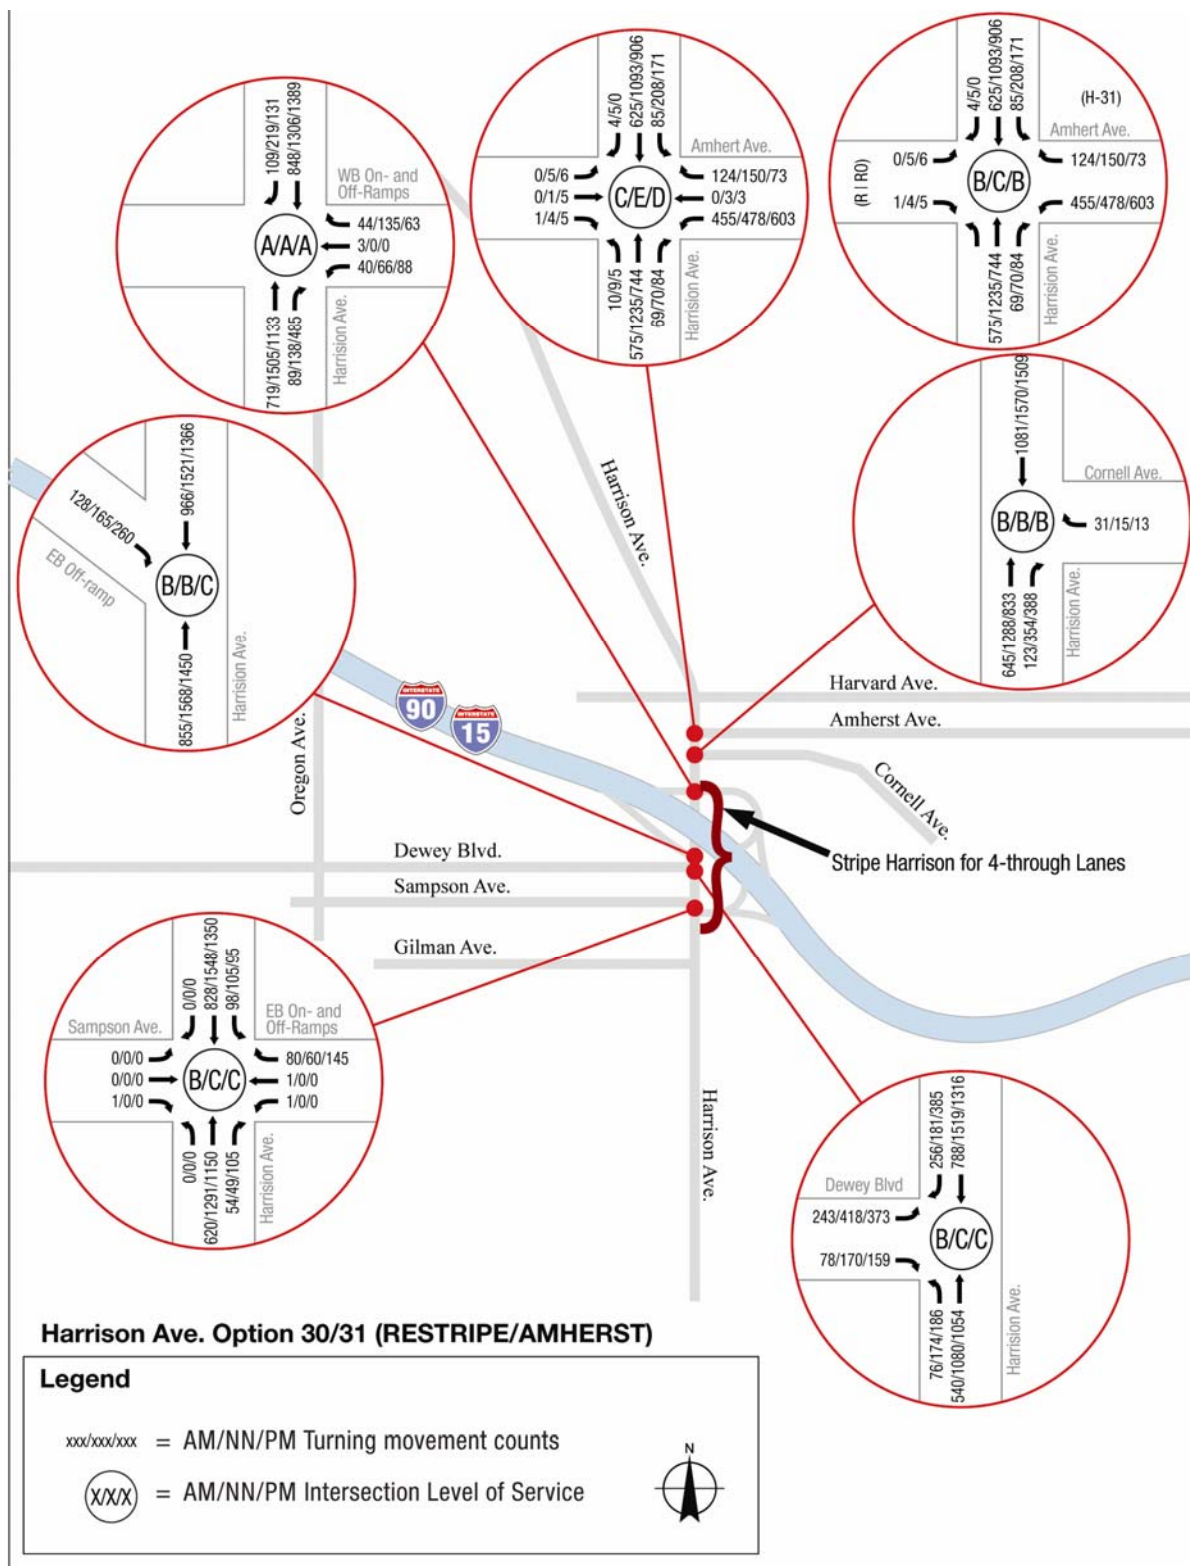 109/219/131
848/1306/1389
WB On- and
Off-Ramps
44/135/63
3/0/0
40/66/88
A/A/A
719/1505/1133
89/138/485
Harrision Ave.
4/5/0
625/1093/906
85/208/171
Amhert Ave.
0/5/6
0/1/5
1/4/5
C/E/D
124/150/73
0/3/3
455/478/603
10/9/5
575/1235/744
69/70/84
Harrision Ave.
4/5/0
625/1093/906
85/208/171
(H-31)
Amhert Ave.
0/5/6
(R I RO)
1/4/5
B/C/B
124/150/73
455/478/603
575/1235/744
69/70/84
Harrision Ave.
128/165/260
966/1521/1366
EB Off-ramp
B/B/C
855/1568/1450
Harrision Ave.
1081/1570/1509
Cornell Ave.
B/B/B
31/15/13
645/1288/833
123/354/388
Harrision Ave.
Harrison Ave.
INTERSTATE
90
INTERSTATE
15
Harvard Ave.
Amherst Ave.
Cornell Ave.
Oregon Ave.
Dewey Blvd.
Sampson Ave.
Gilman Ave.
Stripe Harrison for 4-through Lanes
Harrison Ave.
0/0/0
828/1548/1350
98/105/95
Sampson Ave.
EB On- and
Off-Ramps
0/0/0
0/0/0
1/0/0
B/C/C
80/60/145
1/0/0
1/0/0
0/0/0
620/1291/1150
54/49/105
Harrision Ave.
256/181/385
788/1519/1316
Dewey Blvd
243/418/373
78/170/159
B/C/C
76/174/186
540/1080/1054
Harrision Ave.
Harrison Ave. Option 30/31 (RESTRIPE/AMHERST)
Legend
xxx/xxx/xxx = AM/NN/PM Turning movement counts
X/X/X = AM/NN/PM Intersection Level of Service
N